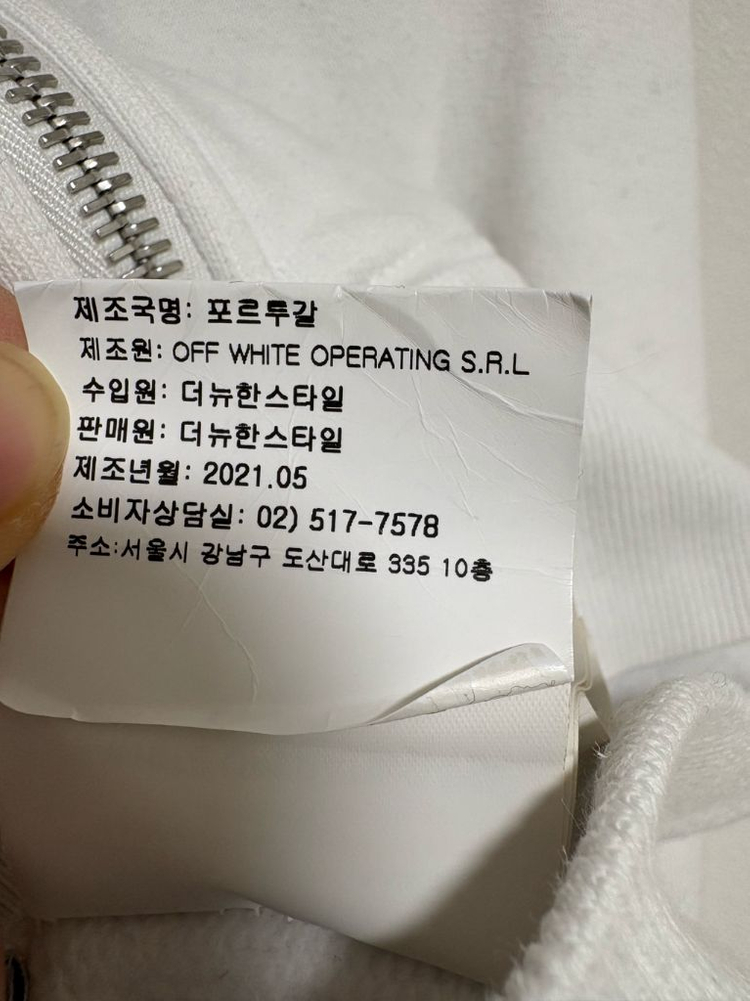 제조국명: 포르투갈
제조원: OFF WHITE OPERATING S.R.L
수입원: 더뉴한스타일
판매원: 더뉴한스타일
제조년월: 2021.05
소비자상담실: 02) 517-7578
주소:서울시 강남구 도산대로 335 10층